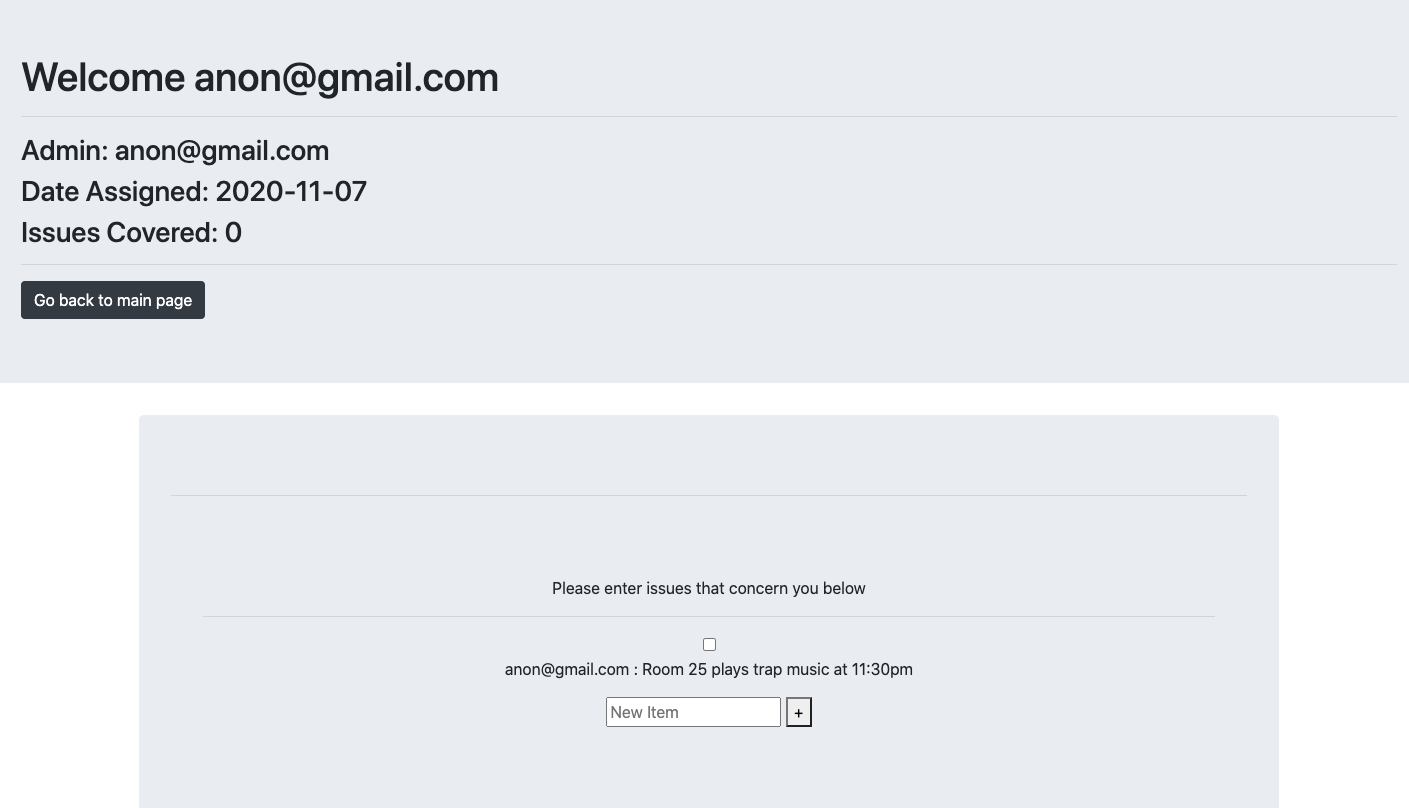 Welcome anon@gmail.com
Admin: anon@gmail.com
Date Assigned: 2020-11-07
Issues Covered: 0
Go back to main page
Please enter issues that concern you below
anon@gmail.com : Room 25 plays trap music at 11:30pm
New Item +